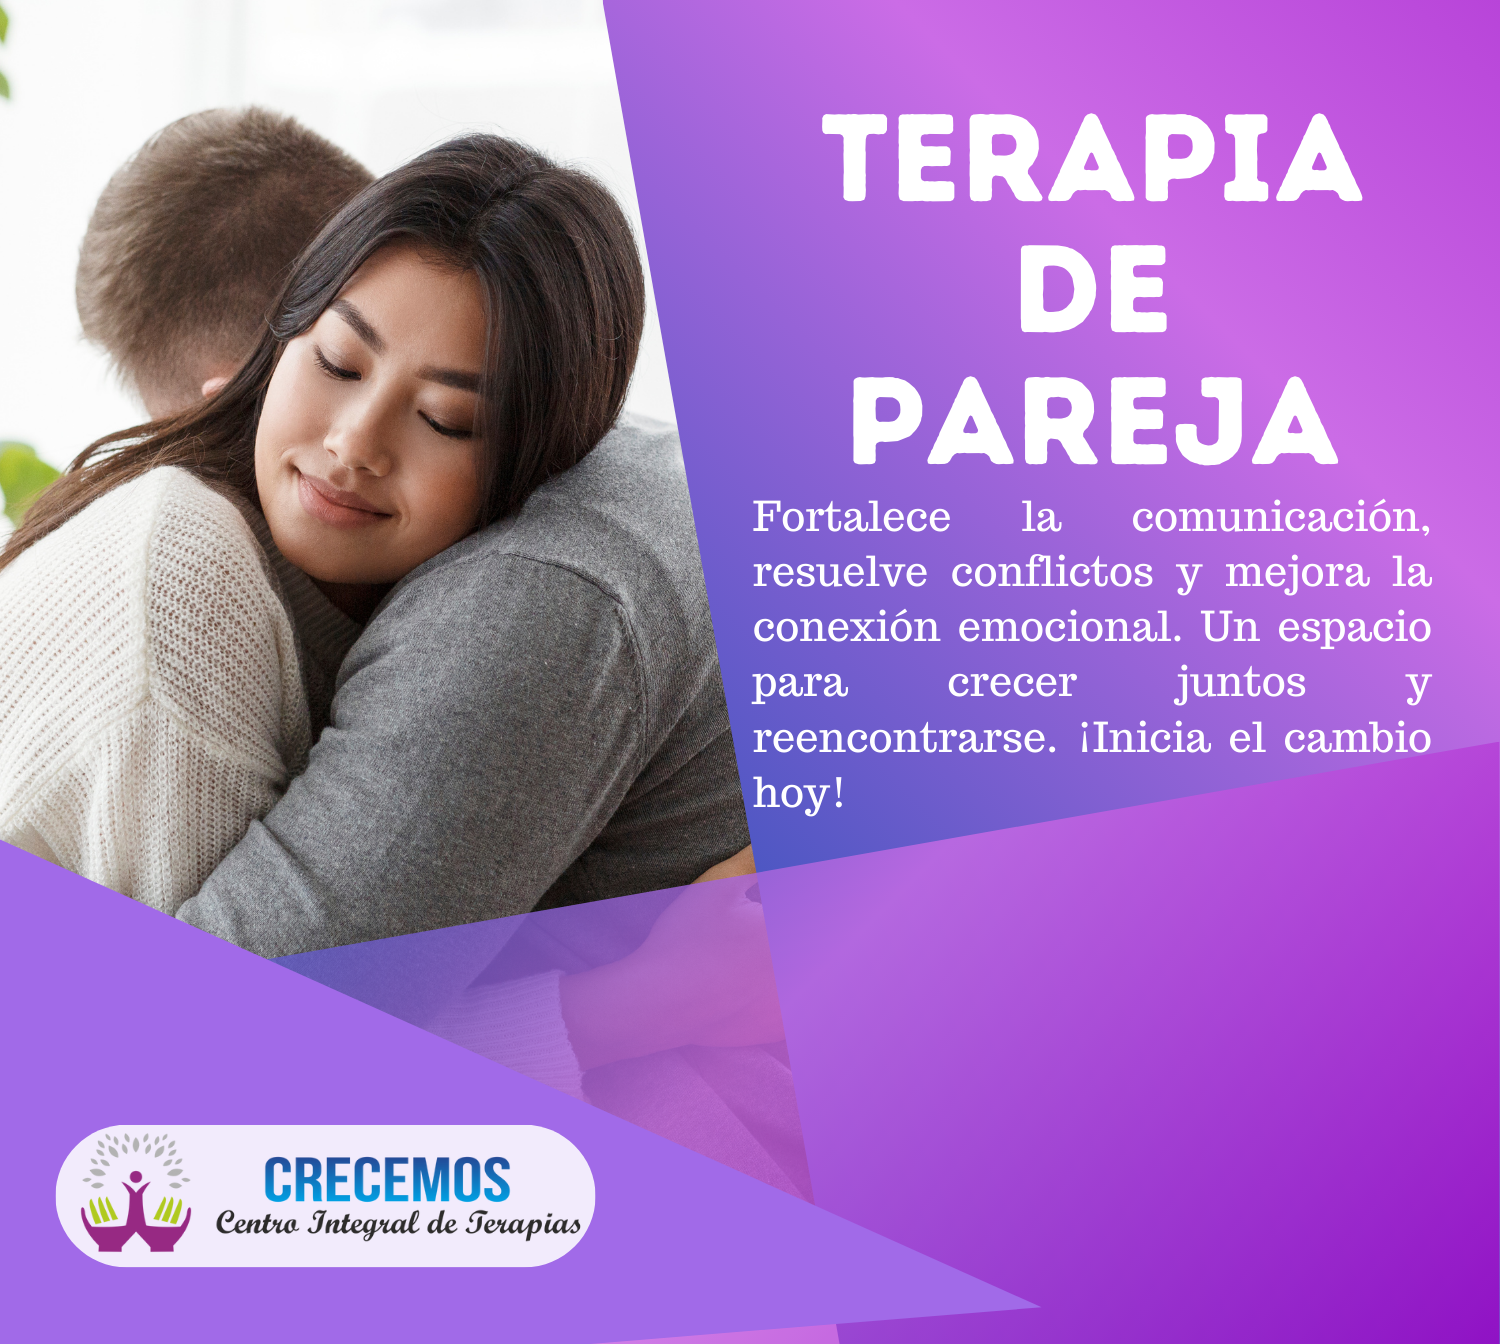 TERAPIA
DE
PAREJA
Fortalece la comunicación,
resuelve conflictos y mejora la
conexión emocional. Un espacio
para crecer juntos y
reencontrarse. ¡Inicia el cambio
hoy!
CRECEMOS
Centro Integral de Terapias